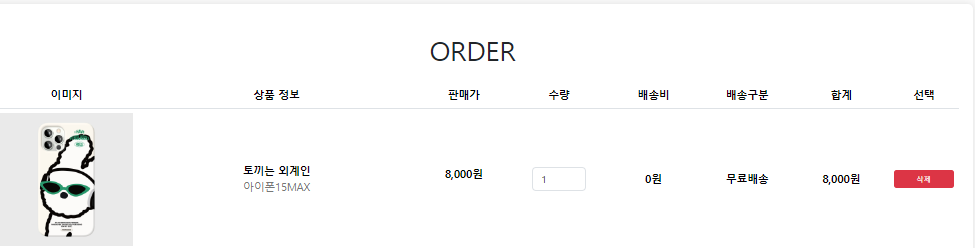 ORDER
이미지 상품 정보 판매가 수량 배송비 배송구분 합계 선택
토끼는 외계인 8,000원 1 0원 무료배송 8,000원 삭제
아이폰15MAX